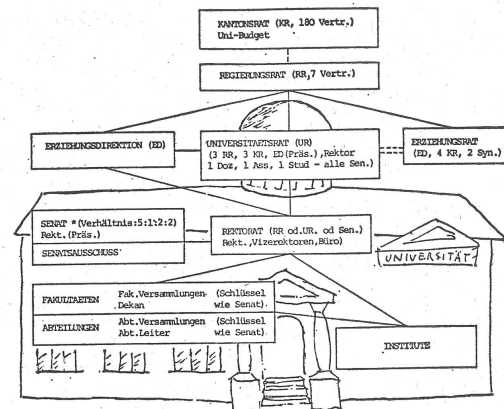 KANTONSRAT (KR, 180 Vertr.)
Uni-Budget
REGIERUNGSRAT (RR,7 Vertr.)
ERZIEHUNGSDIREKTION (ED)
UNIVERSITAETSRAT (UR)
(3 RR, 3 KR, ED(Präs.),Rektor
1 Doz, 1 Ass, 1 Stud - alle Sen.)
ERZIEHUNGSRAT
(ED, 4 KR, 2 Syn.)
SENAT *(Verhältnis:5:1:2:2)
Rekt.(Präs.)
SENATSAUSSCHUSS
REKTORAT (RR od.UR. od Sen.)
Rekt.,Vizerektoren,Büro)
UNIVERSITÄT
FAKULTAETEN Fak.Versammlungen (Schlüssel
Dekan wie Senat)
ABTEILUNGEN Abt.Versammlungen (Schlüssel
Abt.Leiter wie Senat)
INSTITUTE